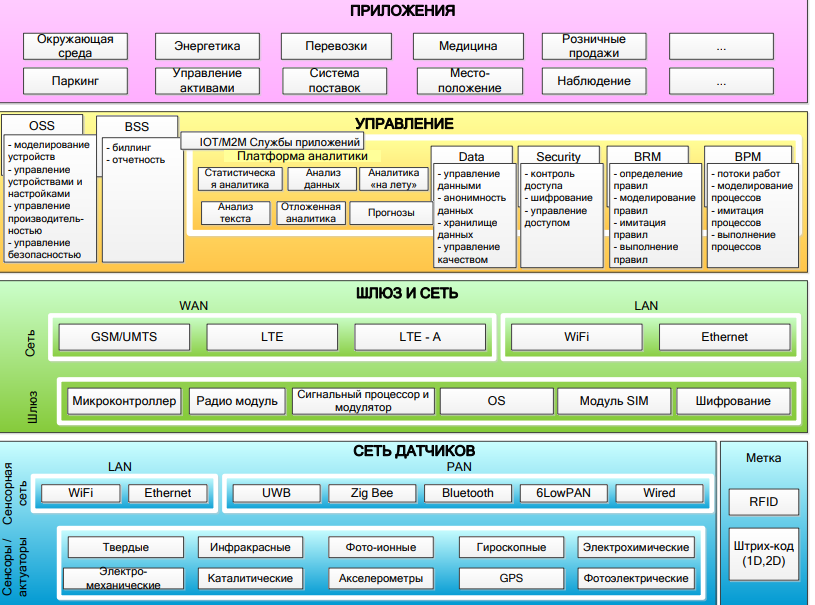 ПРИЛОЖЕНИЯ
Окружающая
среда
Энергетика
Перевозки
Медицина
Розничные
продажи
...
Паркинг
Управление
активами
Система
поставок
Место-
положение
Наблюдение
...
УПРАВЛЕНИЕ
OSS
- моделирование
устройств
- управление
устройствами и
настройками
- управление
производитель-
ностью
- управление
безопасностью
BSS
- биллинг
- отчетность
IOT/M2M Службы приложений
Платформа аналитики
Статистическа
я аналитика
Анализ
данных
Аналитика
«на лету»
Анализ
текста
Отложенная
аналитика
Прогнозы
Data
- управление
данными
- анонимность
данных
- хранилище
данных
- управление
качеством
Security
- контроль
доступа
- шифрование
- управление
доступом
BRM
- определение
правил
- моделирование
правил
- имитация
правил
- выполнение
правил
BPM
- потоки работ
- моделирование
процессов
- имитация
процессов
- выполнение
процессов
ШЛЮЗ И СЕТЬ
WAN
LAN
Сеть
GSM/UMTS
LTE
LTE - A
WiFi
Ethernet
Шлюз
Микроконтроллер
Радио модуль
Сигнальный процессор и
модулятор
OS
Модуль SIM
Шифрование
СЕТЬ ДАТЧИКОВ
LAN
PAN
Сенсорная
сеть
WiFi
Ethernet
UWB
Zig Bee
Bluetooth
6LowPAN
Wired
Сенсоры /
актуаторы
Твердые
Инфракрасные
Фото-ионные
Гироскопные
Электрохимические
Электро-
механические
Каталитические
Акселерометры
GPS
Фотоэлектрические
Метка
RFID
Штрих-код
(1D,2D)